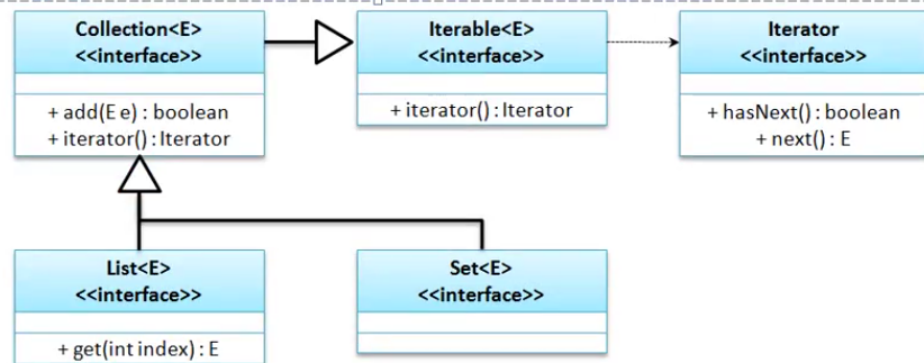 Collection<E>
<<interface>>
+ add(E e) : boolean
+ iterator() : Iterator
Iterable<E>
<<interface>>
+ iterator() : Iterator
Iterator
<<interface>>
+ hasNext() : boolean
+ next() : E
List<E>
<<interface>>
+ get(int index) : E
Set<E>
<<interface>>